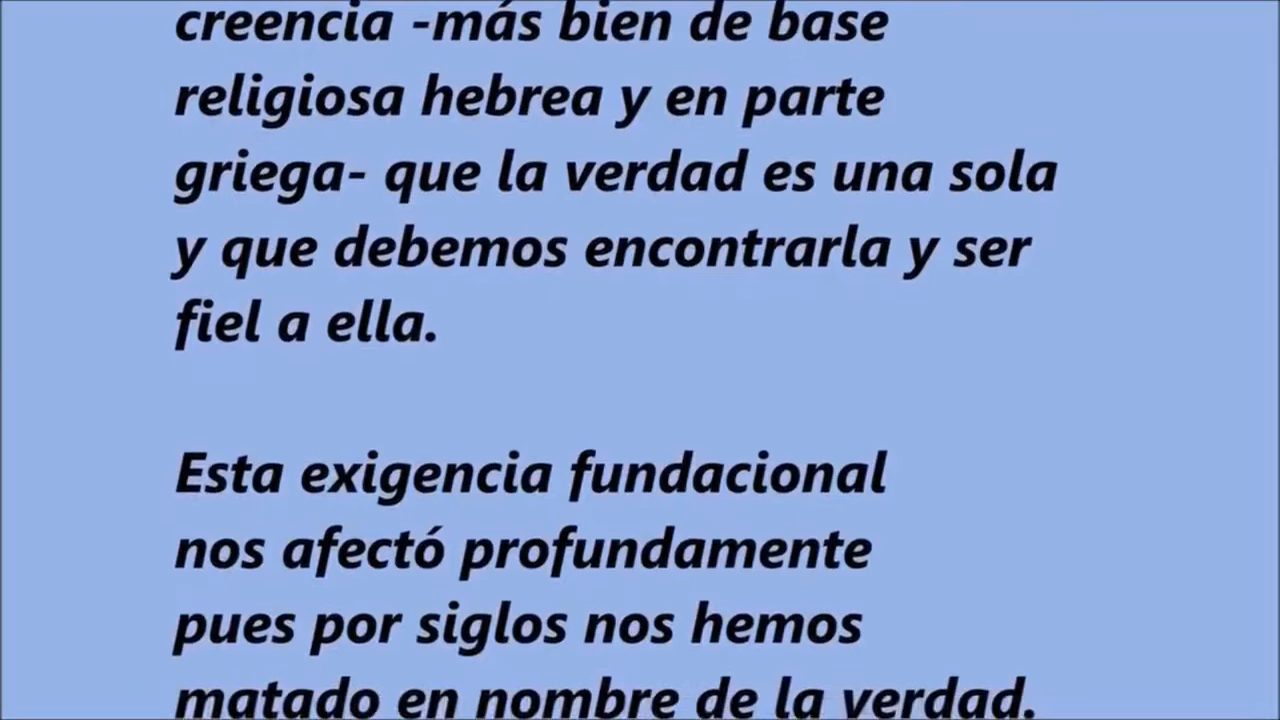 creencia -más bien de base
religiosa hebrea y en parte
griega- que la verdad es una sola
y que debemos encontrarla y ser
fiel a ella.
Esta exigencia fundacional
nos afectó profundamente
pues por siglos nos hemos
matado en nombre de la verdad.